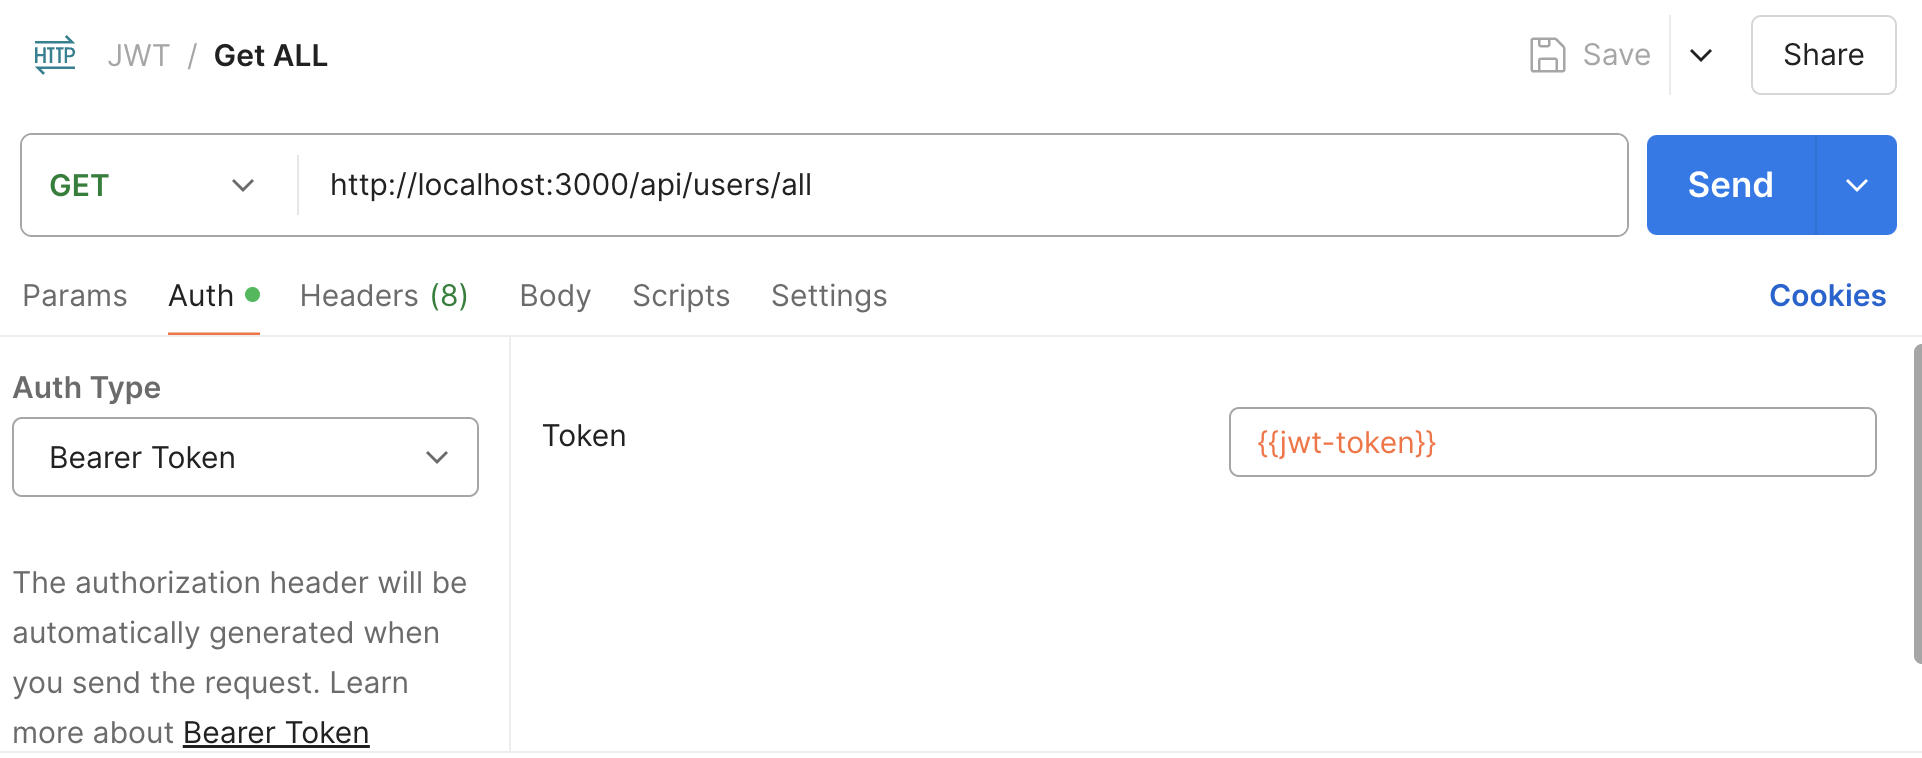 HTTP JWT / Get ALL Save Share
GET http://localhost:3000/api/users/all Send
Params Auth Headers (8) Body Scripts Settings Cookies
Auth Type
Bearer Token
Token {{jwt-token}}
The authorization header will be
automatically generated when
you send the request. Learn
more about Bearer Token